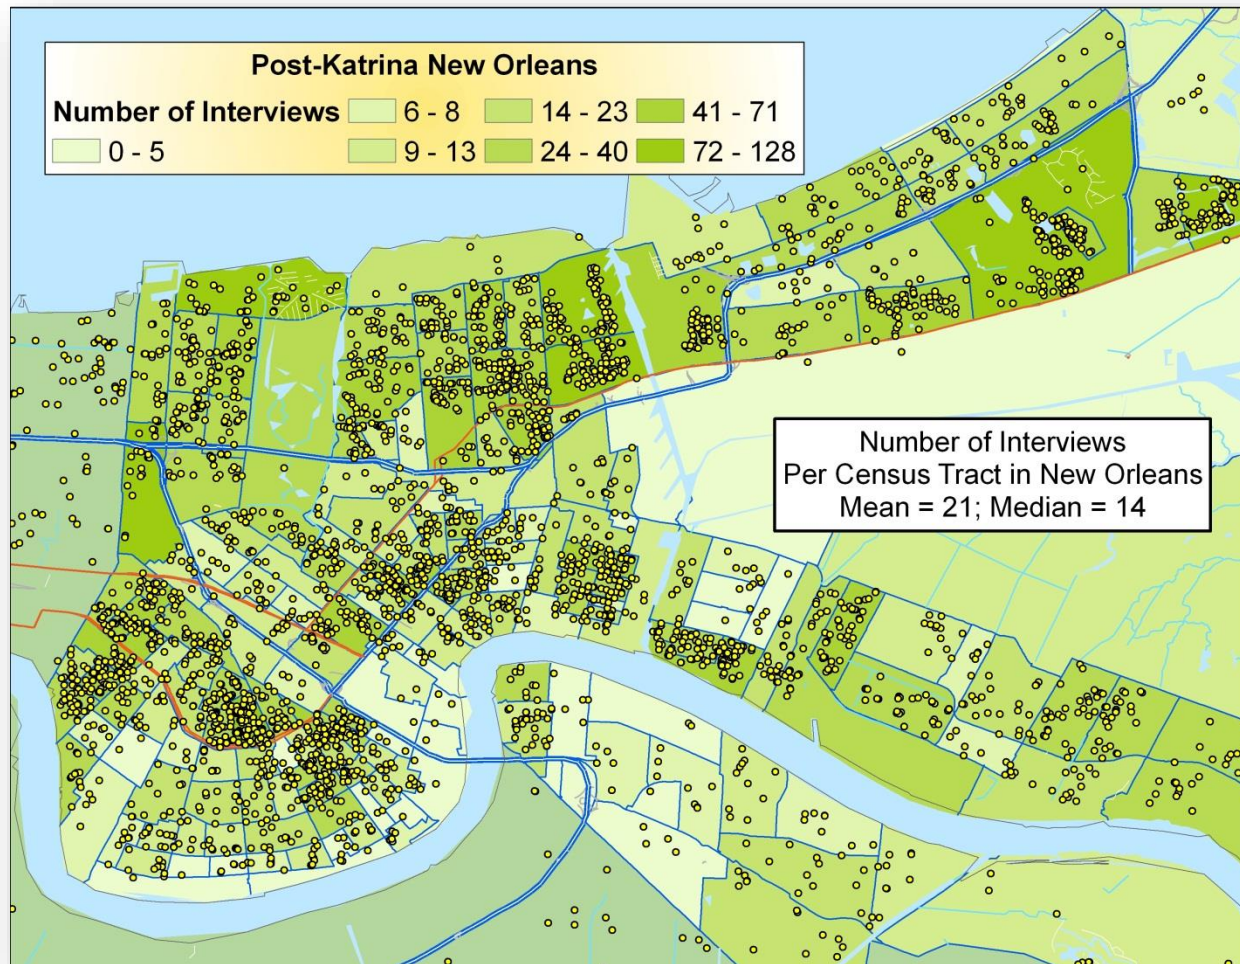 Post-Katrina New Orleans
Number of Interviews 6 - 8 14 - 23 41 - 71
0 - 5 9 - 13 24 - 40 72 - 128
Number of Interviews
Per Census Tract in New Orleans
Mean = 21; Median = 14